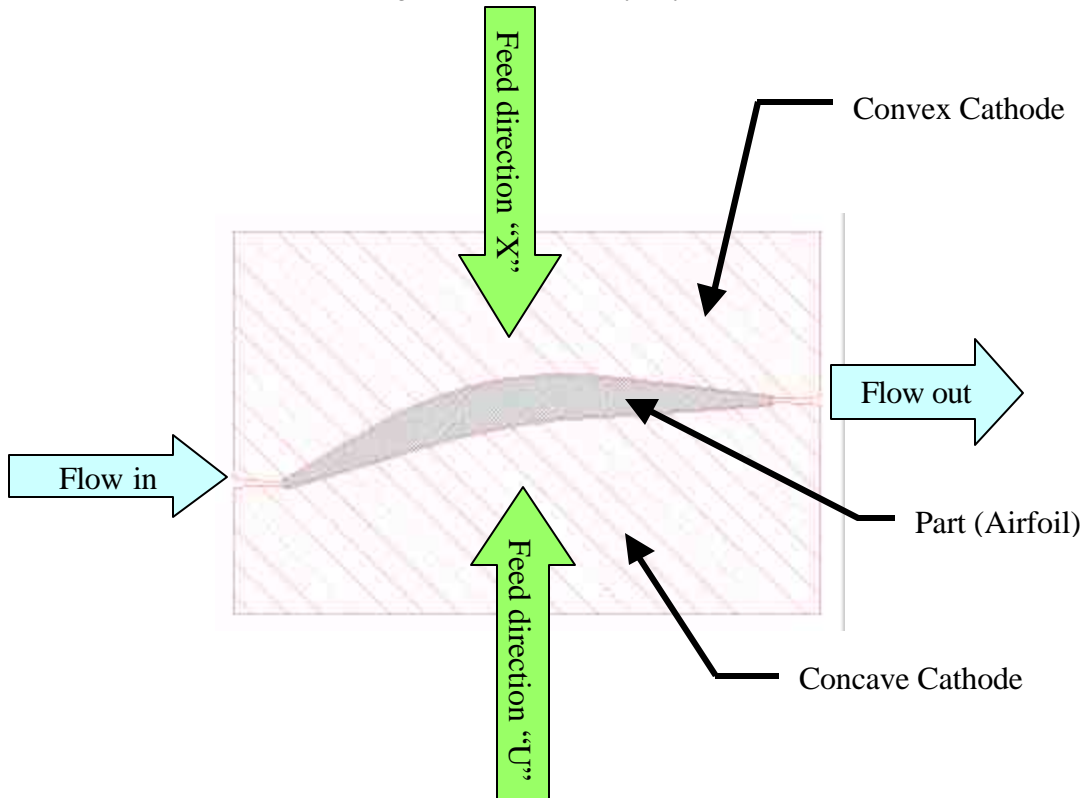 Feed direction “X”
Convex Cathode
Flow out
Flow in
Part (Airfoil)
Feed direction “U”
Concave Cathode